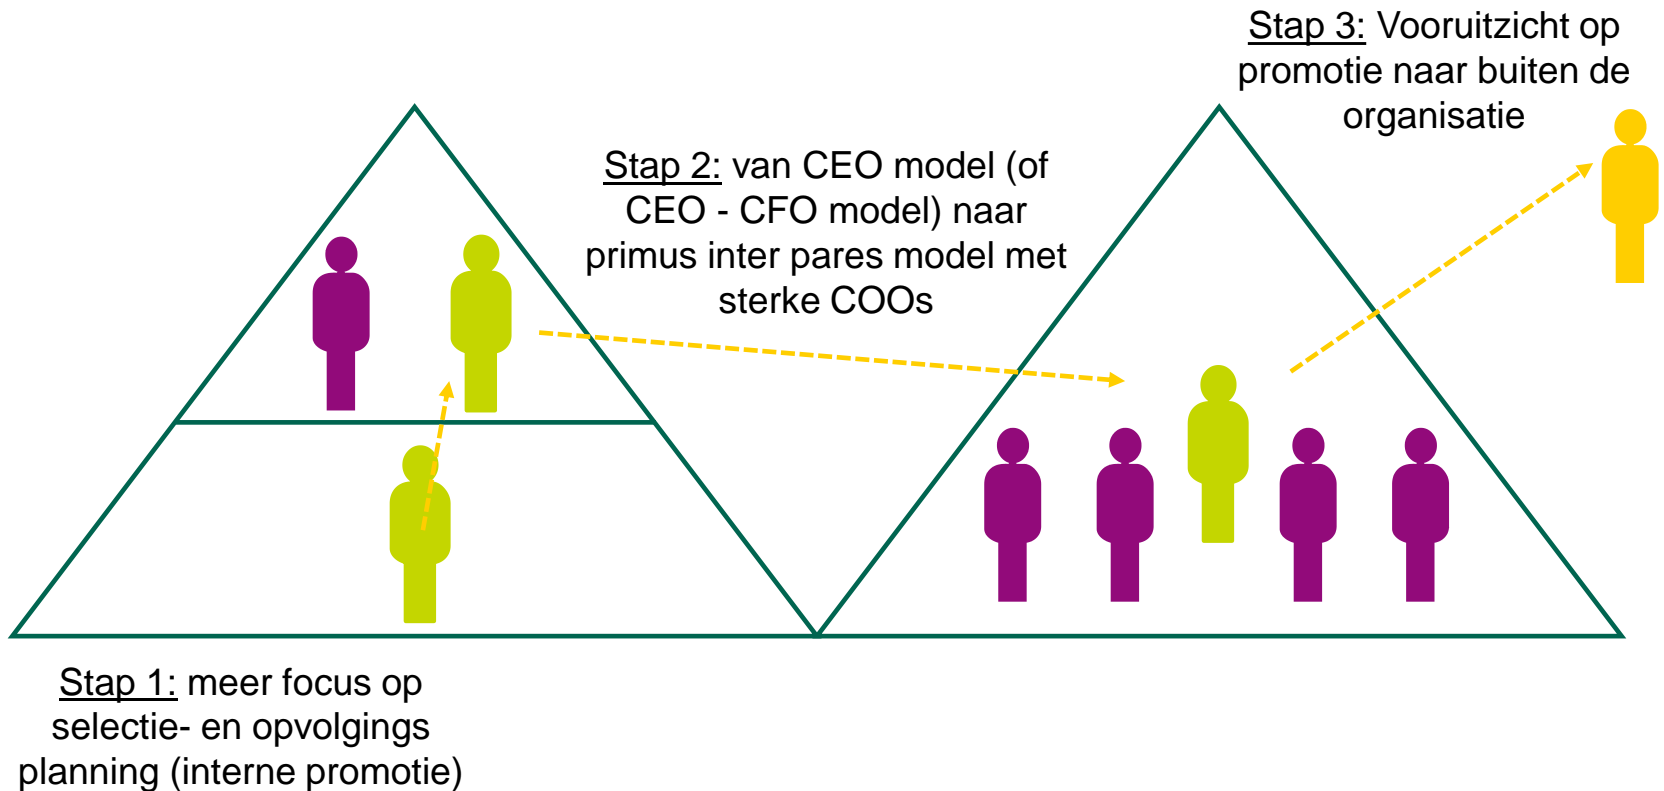 Stap 1: meer focus op
selectie- en opvolgings
planning (interne promotie)
Stap 2: van CEO model (of
CEO - CFO model) naar
primus inter pares model met
sterke COOs
Stap 3: Vooruitzicht op
promotie naar buiten de
organisatie